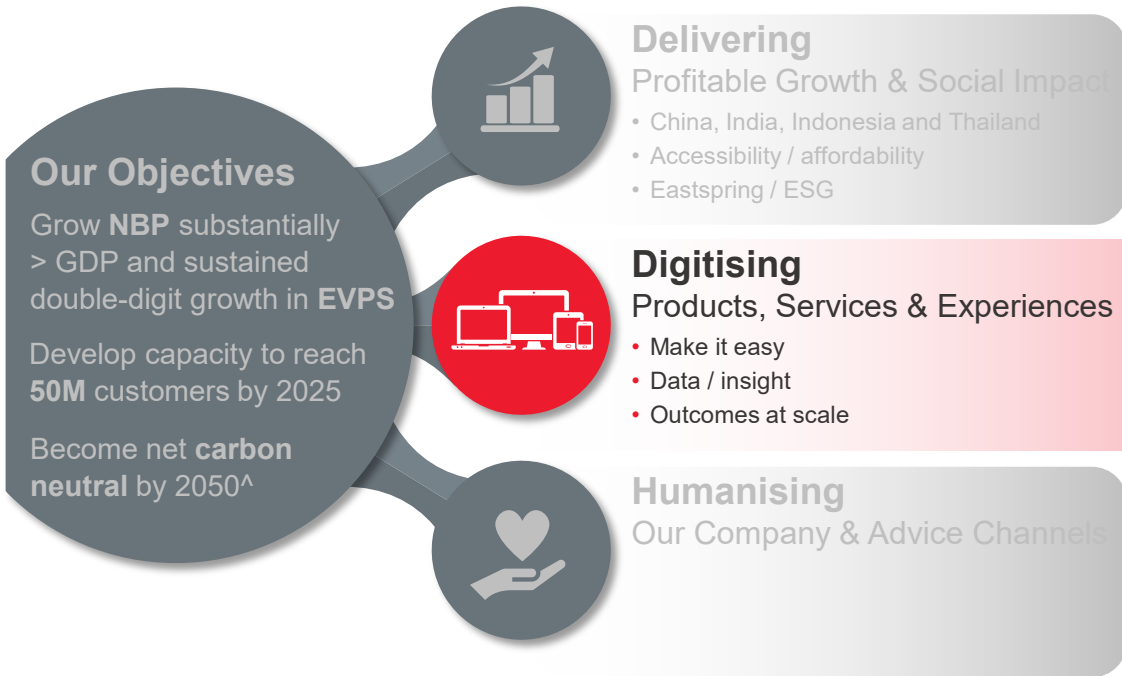 Our Objectives
Grow NBP substantially
> GDP and sustained
double-digit growth in EVPS
Develop capacity to reach
50M customers by 2025
Become net carbon
neutral by 2050^
Delivering
Profitable Growth & Social Impact
• China, India, Indonesia and Thailand
• Accessibility / affordability
• Eastspring / ESG
Digitising
Products, Services & Experiences
• Make it easy
• Data / insight
• Outcomes at scale
Humanising
Our Company & Advice Channels